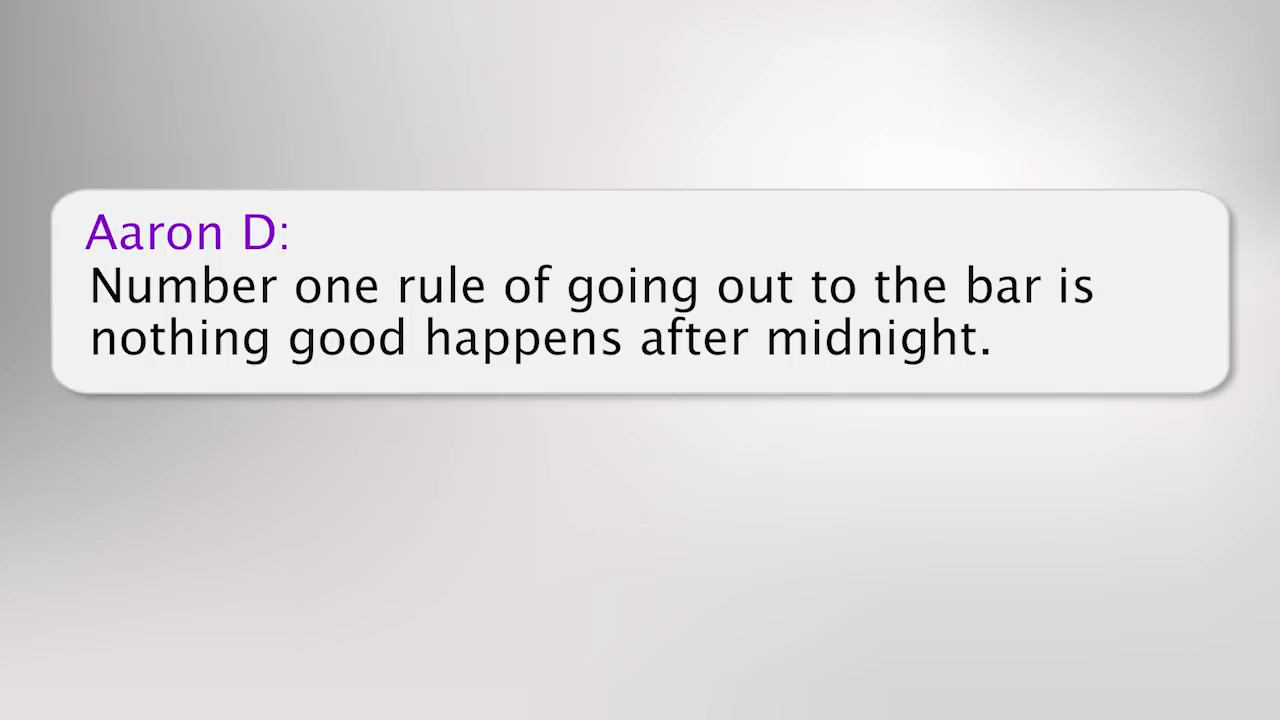 Aaron D:
Number one rule of going out to the bar is
nothing good happens after midnight.